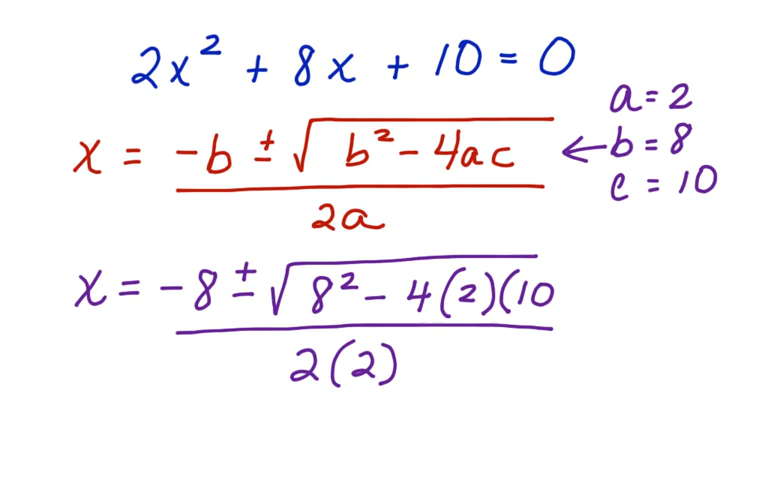 2x² + 8x + 10 = 0
a = 2
x = -b ± √b² - 4ac
b = 8
c = 10
2a
x = -8 ± √8² - 4(2)(10
2(2)